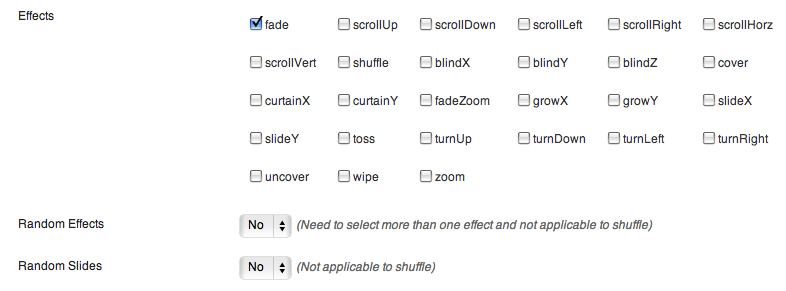 Effects fade scrollUp scrollDown scrollLeft scrollRight scrollHorz
scrollVert shuffle blindX blindY blindZ cover
curtainX curtainY fadeZoom growX growY slideX
slideY toss turnUp turnDown turnLeft turnRight
uncover wipe zoom
Random Effects No (Need to select more than one effect and not applicable to shuffle)
Random Slides No (Not applicable to shuffle)